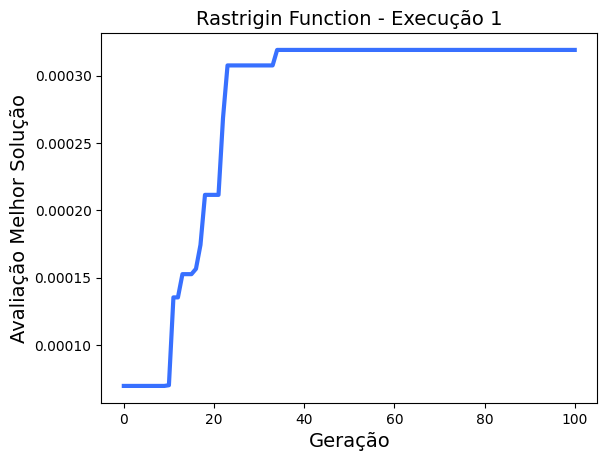 Rastrigin Function - Execução 1
Avaliação Melhor Solução
0.00030
0.00025
0.00020
0.00015
0.00010
0 20 40 60 80 100
Geração